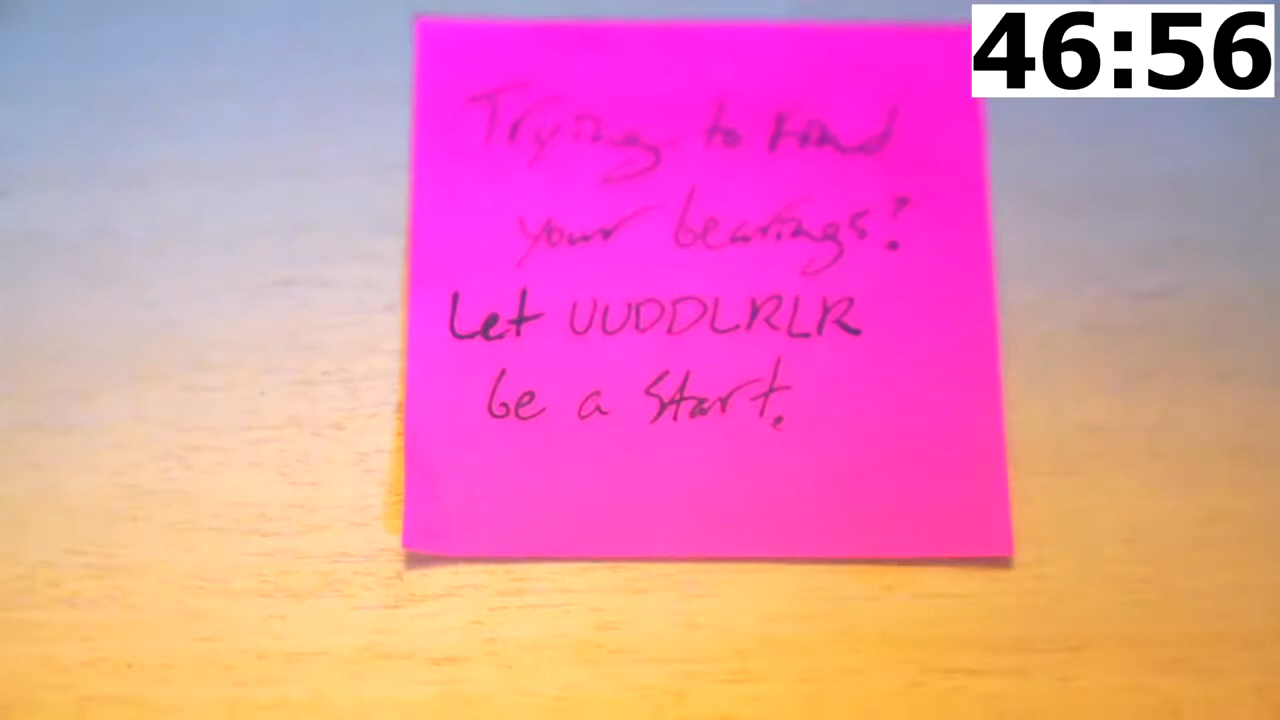 46:56
Trying to Find
your bearings?
Let UUDDLRLR
be a Start.